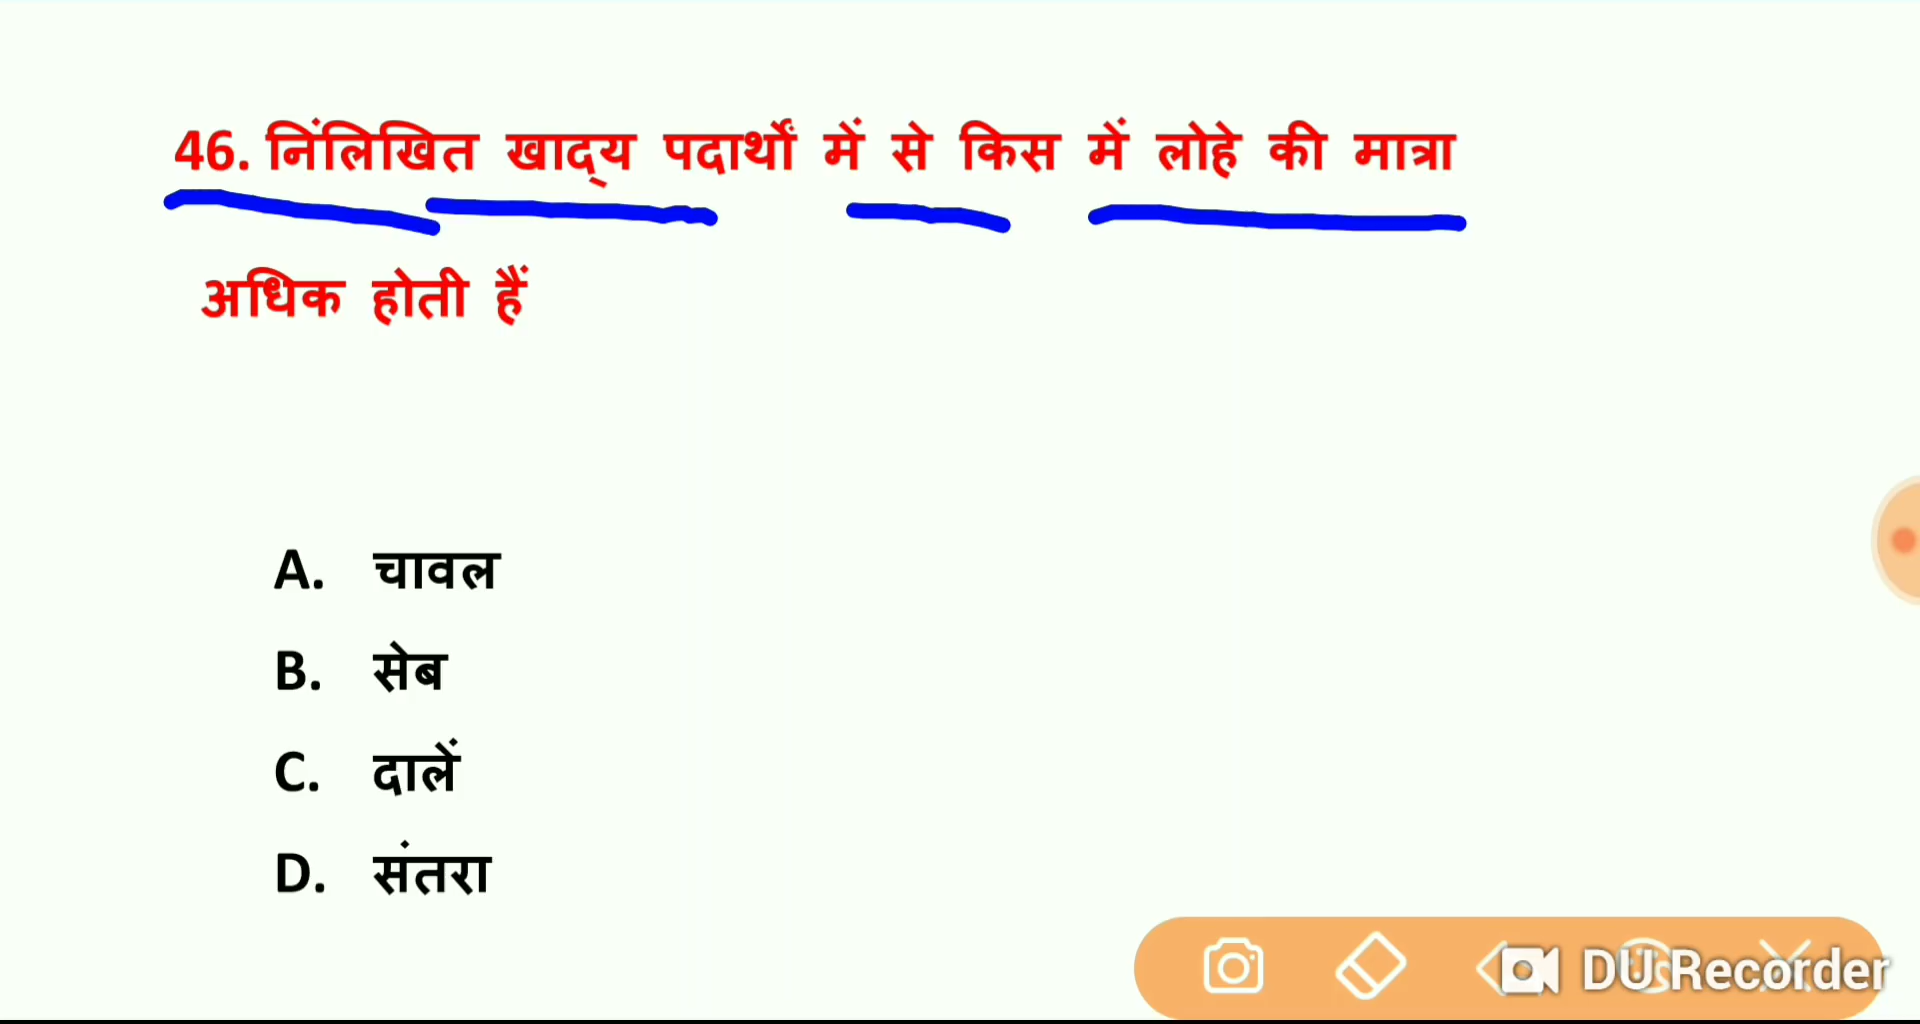 46. निंलिखित खाद्य पदार्थों में से किस में लोहे की मात्रा
अधिक होती हैं
A. चावल
B. सेब
C. दालें
D. संतरा
DU Recorder